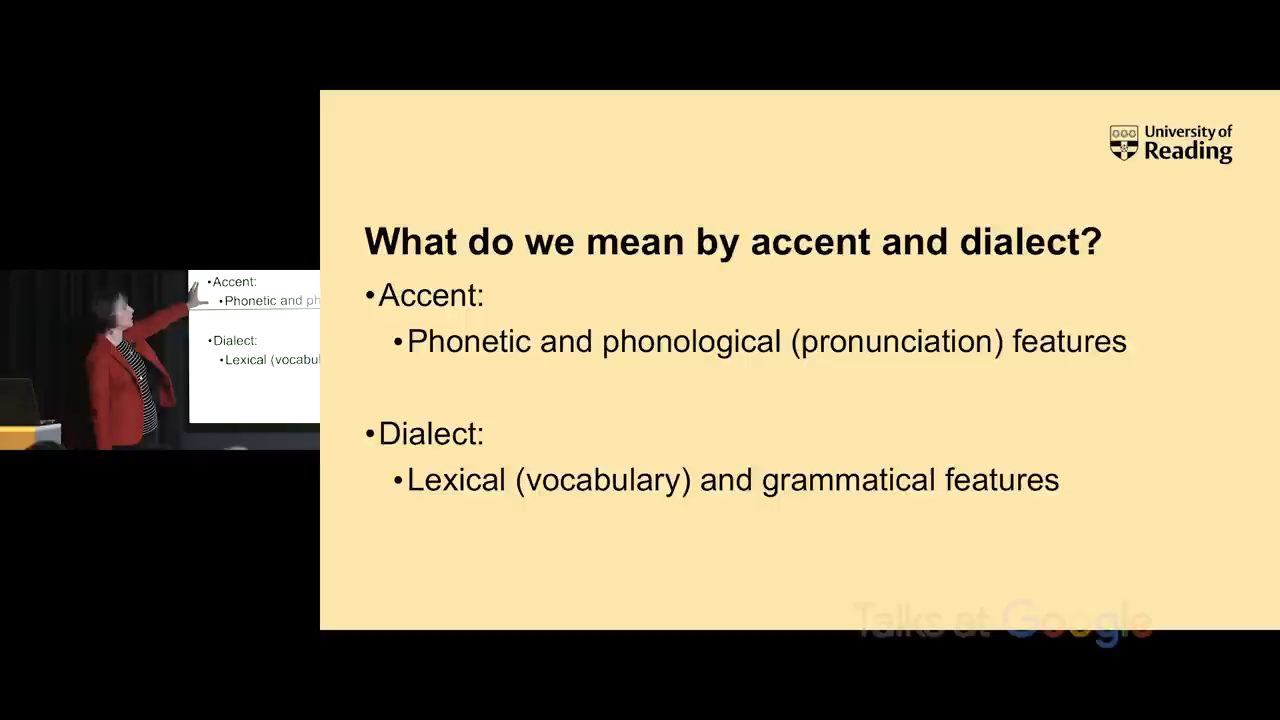 University of
Reading
What do we mean by accent and dialect?
•Accent:
•Phonetic and phonological (pronunciation) features
•Dialect:
•Lexical (vocabulary) and grammatical features
•Accent:
•Phonetic and ph
•Dialect:
•Lexical (vocabul
Talks at Google